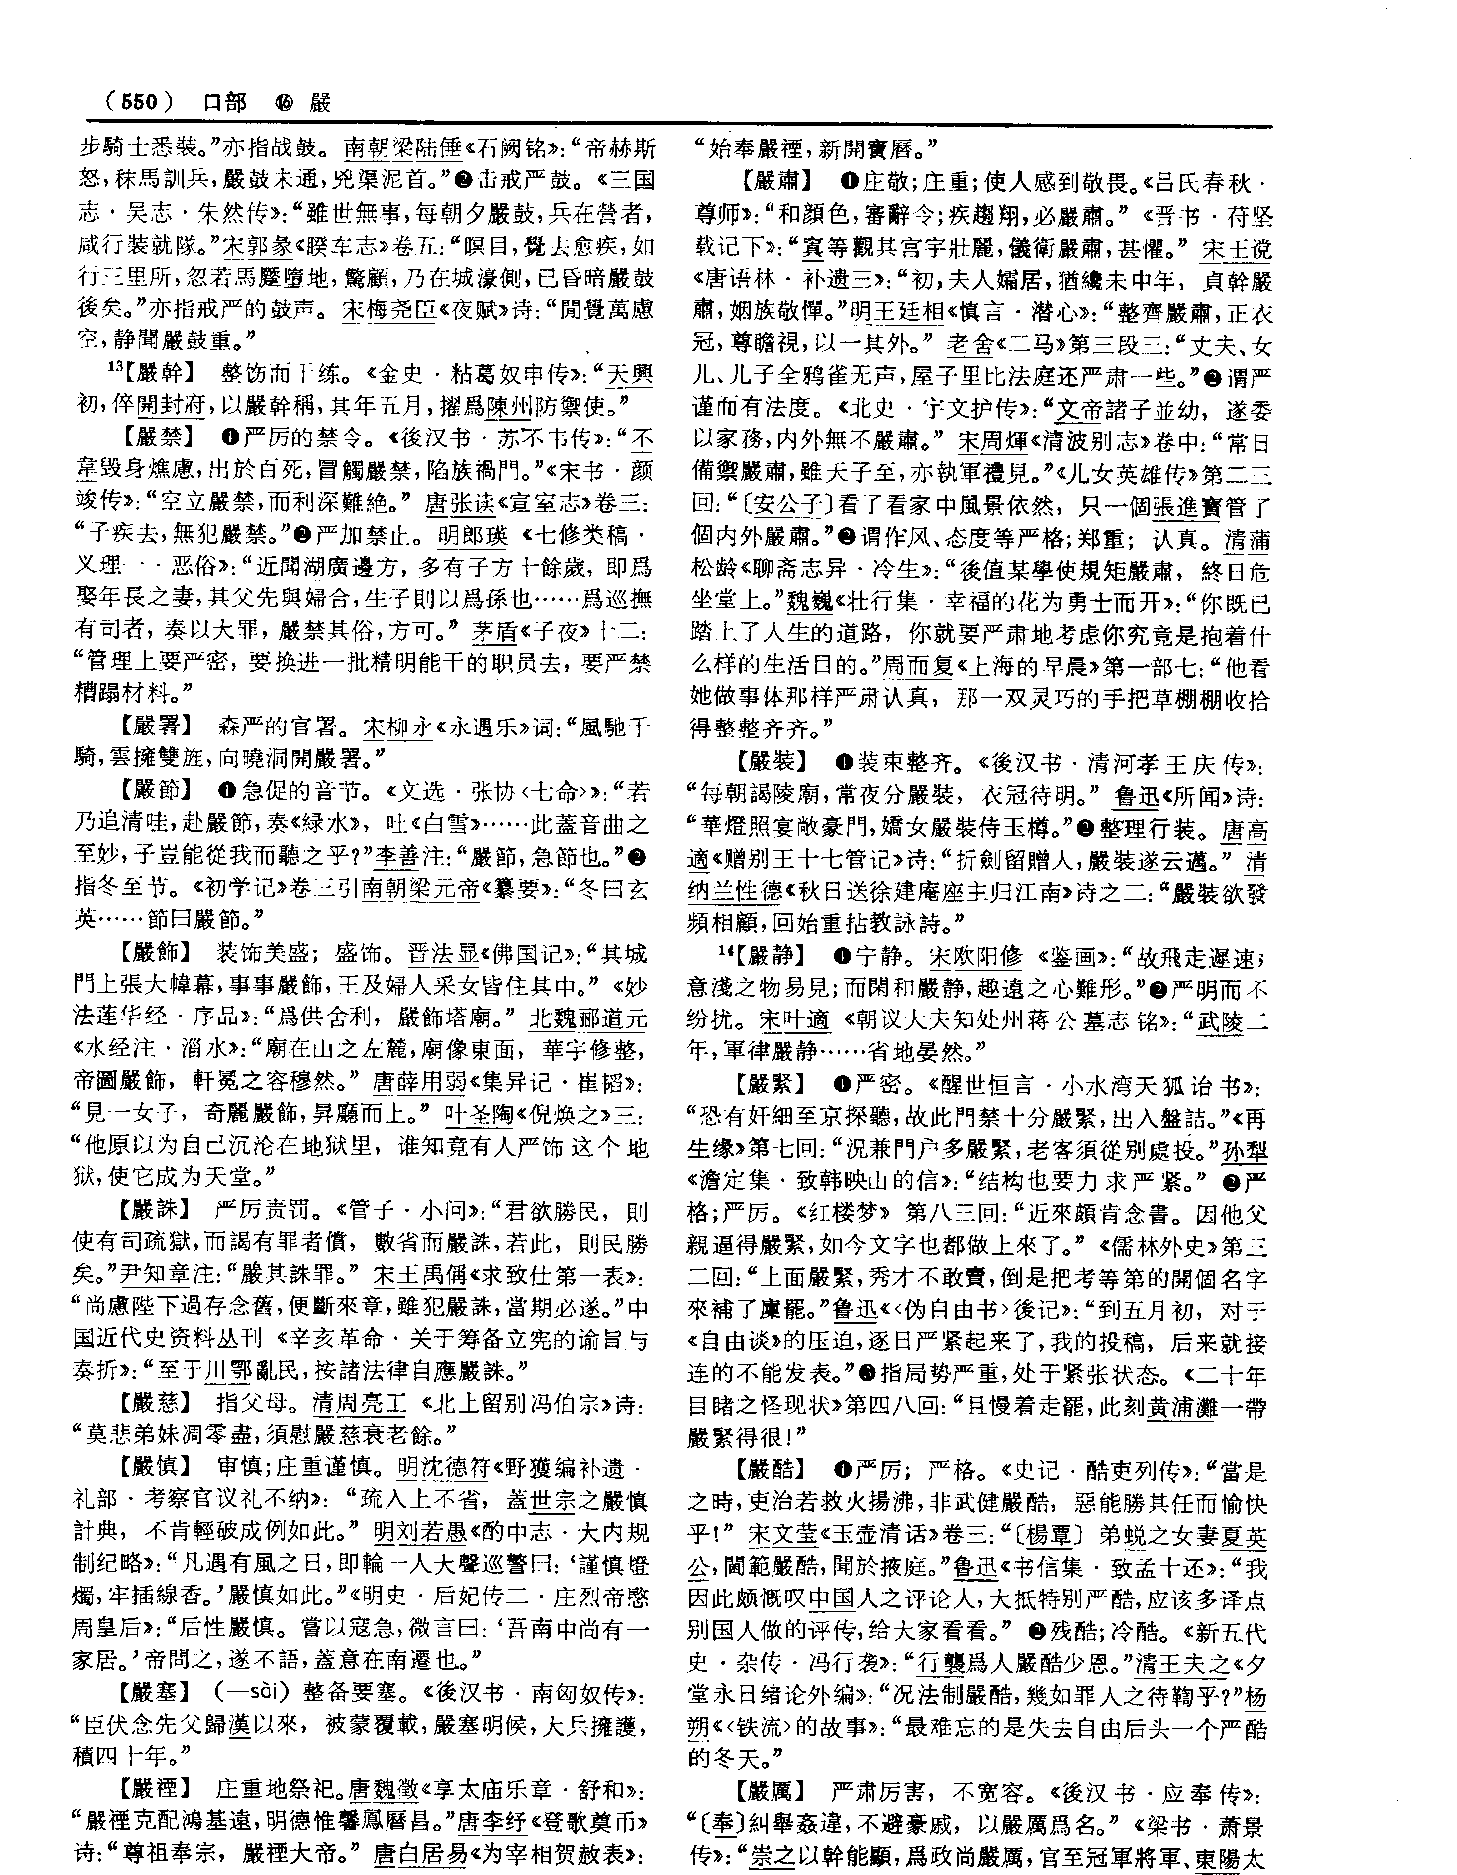 (550) 口部 ⑯ 嚴
步騎士悉裝。”亦指战鼓。南朝梁陆倕《石阙铭》：“帝赫斯
怒，秣馬訓兵，嚴鼓未通，兇渠泥首。”❷击戒严鼓。《三国
志·吴志·朱然传》：“雖世無事，每朝夕嚴鼓，兵在營者，
咸行裝就隊。”宋郭彖《睽车志》卷五：“瞑目，覺去愈疾，如
行三里所，忽若馬蹷墮地，驚顧，乃在城濠側，已昏暗嚴鼓
後矣。”亦指戒严的鼓声。宋梅尧臣《夜赋》诗：“閒覺萬慮
空，静聞嚴鼓重。”
13【嚴幹】 整饬而干练。《金史·粘葛奴申传》：“天興
初，倅開封府，以嚴幹稱，其年五月，擢爲陳州防禦使。”
【嚴禁】 ❶严厉的禁令。《後汉书·苏不韦传》：“不
韋毀身燋慮，出於百死，冒觸嚴禁，陷族禍門。”《宋书·颜
竣传》：“空立嚴禁，而利深難絶。”唐张读《宣室志》卷三：
“子疾去，無犯嚴禁。”❷严加禁止。明郎瑛《七修类稿·
义理一·恶俗》：“近聞湖廣邊方，多有子方十餘歲，即爲
娶年長之妻，其父先與婦合，生子則以爲孫也……爲巡撫
有司者，奏以大罪，嚴禁其俗，方可。”茅盾《子夜》十二：
“管理上要严密，要换进一批精明能干的职员去，要严禁
糟蹋材料。”
【嚴署】 森严的官署。宋柳永《永遇乐》词：“風馳千
騎，雲擁雙旌，向曉洞開嚴署。”
【嚴節】 ❶急促的音节。《文选·张协〈七命〉》：“若
乃追清哇，赴嚴節，奏《緑水》，吐《白雪》……此蓋音曲之
至妙，子豈能從我而聽之乎？”李善注：“嚴節，急節也。”❷
指冬至节。《初学记》卷三引南朝梁元帝《纂要》：“冬曰玄
英……節曰嚴節。”
【嚴飾】 装饰美盛；盛饰。晋法显《佛国记》：“其城
門上張大幃幕，事事嚴飾，王及婦人采女皆住其中。”《妙
法莲华经·序品》：“爲供舍利，嚴飾塔廟。”北魏郦道元
《水经注·淄水》：“廟在山之左麓，廟像東面，華宇修整，
帝圖嚴飾，軒冕之容穆然。”唐薛用弱《集异记·崔韬》：
“見一女子，奇麗嚴飾，昇廳而上。”叶圣陶《倪焕之》三：
“他原以为自己沉沦在地狱里，谁知竟有人严饰这个地
狱，使它成为天堂。”
【嚴誅】 严厉责罚。《管子·小问》：“君欲勝民，則
使有司疏獄，而謁有罪者償，數省而嚴誅，若此，則民勝
矣。”尹知章注：“嚴其誅罪。”宋王禹偁《求致仕第一表》：
“尚慮陛下過存念舊，便斷來章，雖犯嚴誅，當期必遂。”中
国近代史资料丛刊《辛亥革命·关于筹备立宪的谕旨与
奏折》：“至于川鄂亂民，按諸法律自應嚴誅。”
【嚴慈】 指父母。清周亮工《北上留别冯伯宗》诗：
“莫悲弟妹凋零盡，須慰嚴慈衰老餘。”
【嚴慎】 审慎；庄重谨慎。明沈德符《野獲编补遗·
礼部·考察官议礼不纳》：“疏入上不省，蓋世宗之嚴慎
計典，不肯輕破成例如此。”明刘若愚《酌中志·大内规
制纪略》：“凡遇有風之日，即輪一人大聲巡警曰：‘謹慎燈
燭，牢插線香。’嚴慎如此。”《明史·后妃传二·庄烈帝愍
周皇后》：“后性嚴慎。嘗以寇急，微言曰：‘吾南中尚有一
家居。’帝問之，遂不語，蓋意在南遷也。”
【嚴塞】 （—sài）整备要塞。《後汉书·南匈奴传》：
“臣伏念先父歸漢以來，被蒙覆載，嚴塞明候，大兵擁護，
積四十年。”
【嚴禋】 庄重地祭祀。唐魏徵《享太庙乐章·舒和》：
“嚴禋克配鴻基遠，明德惟馨鳳曆昌。”唐李纾《登歌奠币》
诗：“尊祖奉宗，嚴禋大帝。”唐白居易《为宰相贺赦表》：
“始奉嚴禋，新開寶曆。”
【嚴肅】 ❶庄敬；庄重；使人感到敬畏。《吕氏春秋·
尊师》：“和顔色，審辭令；疾趨翔，必嚴肅。”《晋书·苻坚
载记下》：“寘等觀其宫宇壯麗，儀衛嚴肅，甚懼。”宋王谠
《唐语林·补遗三》：“初，夫人孀居，猶纔未中年，貞幹嚴
肅，姻族敬憚。”明王廷相《慎言·潜心》：“整齊嚴肅，正衣
冠，尊瞻視，以一其外。”老舍《二马》第三段三：“丈夫、女
儿、儿子全鸦雀无声，屋子里比法庭还严肃一些。”❷谓严
谨而有法度。《北史·宇文护传》：“文帝諸子並幼，遂委
以家務，内外無不嚴肅。”宋周煇《清波别志》卷中：“常日
備禦嚴肅，雖天子至，亦執軍禮見。”《儿女英雄传》第二三
回：“〔安公子〕看了看家中風景依然，只一個張進寶管了
個内外嚴肅。”❷谓作风、态度等严格；郑重；认真。清蒲
松龄《聊斋志异·冷生》：“後值某學使規矩嚴肅，終日危
坐堂上。”魏巍《壮行集·幸福的花为勇士而开》：“你既已
踏上了人生的道路，你就要严肃地考虑你究竟是抱着什
么样的生活目的。”周而复《上海的早晨》第一部七：“他看
她做事体那样严肃认真，那一双灵巧的手把草棚棚收拾
得整整齐齐。”
【嚴裝】 ❶装束整齐。《後汉书·清河孝王庆传》：
“每朝謁陵廟，常夜分嚴裝，衣冠待明。”鲁迅《所闻》诗：
“華燈照宴敞豪門，嬌女嚴裝侍玉樽。”❷整理行装。唐高
適《赠别王十七管记》诗：“折劍留贈人，嚴裝遂云邁。”清
纳兰性德《秋日送徐健庵座主归江南》诗之二：“嚴裝欲發
頻相顧，回始重拈教詠詩。”
14【嚴静】 ❶宁静。宋欧阳修《鉴画》：“故飛走遲速；
意淺之物易見；而閑和嚴静，趣遠之心難形。”❷严明而不
纷扰。宋叶適《朝议大夫知处州蒋公墓志铭》：“武陵二
年，軍律嚴静……省地晏然。”
【嚴緊】 ❶严密。《醒世恒言·小水湾天狐诒书》：
“恐有奸細至京探聽，故此門禁十分嚴緊，出入盤詰。”《再
生缘》第七回：“況兼門户多嚴緊，老客須從别處投。”孙犁
《澹定集·致韩映山的信》：“结构也要力求严紧。”❷严
格；严厉。《红楼梦》第八三回：“近來頗肯念書。因他父
親逼得嚴緊，如今文字也都做上來了。”《儒林外史》第三
二回：“上面嚴緊，秀才不敢賣，倒是把考等第的開個名字
來補了廩罷。”鲁迅《〈伪自由书〉後记》：“到五月初，对于
《自由谈》的压迫，逐日严紧起来了，我的投稿，后来就接
连的不能发表。”❸指局势严重，处于紧张状态。《二十年
目睹之怪现状》第四八回：“且慢着走罷，此刻黄浦灘一帶
嚴緊得很！”
【嚴酷】 ❶严厉；严格。《史记·酷吏列传》：“當是
之時，吏治若救火揚沸，非武健嚴酷，惡能勝其任而愉快
乎！”宋文莹《玉壶清话》卷三：“〔楊覃〕弟蜕之女妻夏英
公，閫範嚴酷，聞於掖庭。”鲁迅《书信集·致孟十还》：“我
因此颇慨叹中国人之评论人，大抵特别严酷，应该多译点
别国人做的评传，给大家看看。”❷残酷；冷酷。《新五代
史·杂传·冯行袭》：“行襲爲人嚴酷少恩。”清王夫之《夕
堂永日绪论外编》：“况法制嚴酷，幾如罪人之待鞫乎？”杨
朔《〈铁流〉的故事》：“最难忘的是失去自由后头一个严酷
的冬天。”
【嚴厲】 严肃厉害，不宽容。《後汉书·应奉传》：
“〔奉〕糾舉姦違，不避豪戚，以嚴厲爲名。”《梁书·萧景
传》：“崇之以幹能顯，爲政尚嚴厲，官至冠軍將軍、東陽太